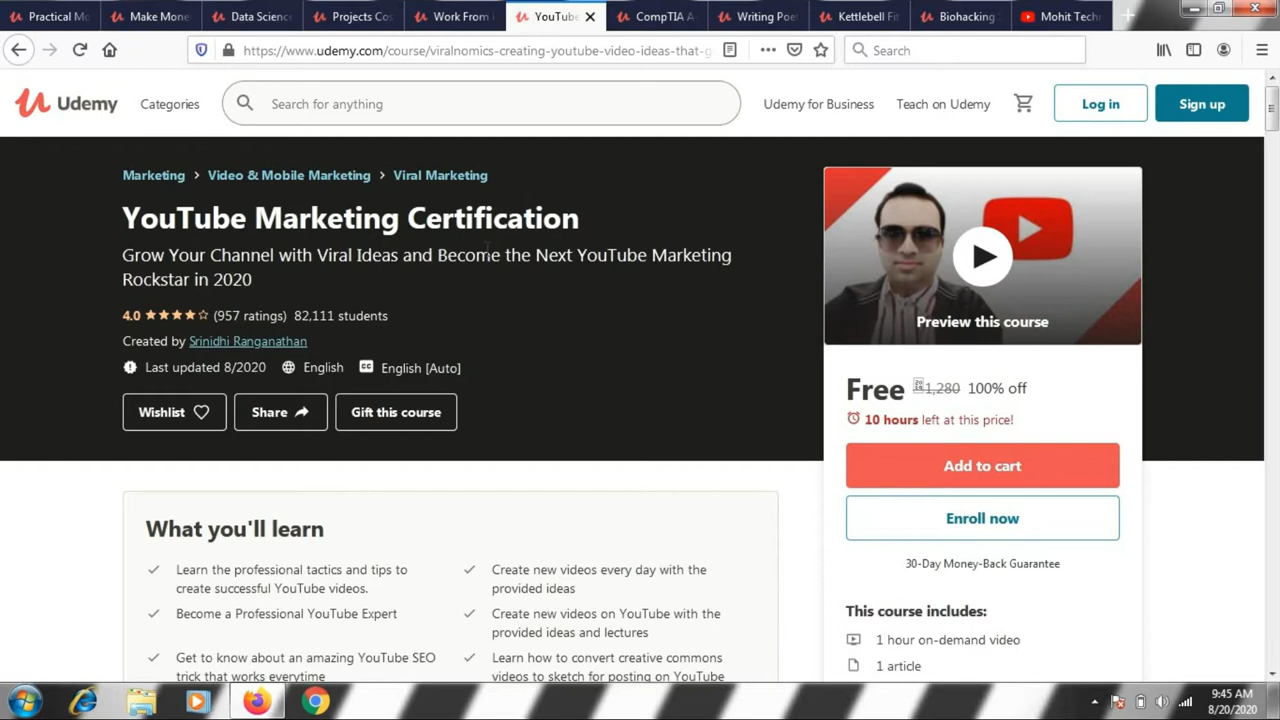 Practical Mo
Make Mone
Data Science
Projects Cos
Work From
YouTube
CompTIA A
Writing Poe
Kettlebell Fi
Biohacking
Mohit Techn
https://www.udemy.com/course/viralnomics-creating-youtube-video-ideas-that-g
Search
Udemy
Categories
Search for anything
Udemy for Business
Teach on Udemy
Log in
Sign up
Marketing > Video & Mobile Marketing > Viral Marketing
YouTube Marketing Certification
Grow Your Channel with Viral Ideas and Become the Next YouTube Marketing
Rockstar in 2020
4.0 (957 ratings) 82,111 students
Created by Srinidhi Ranganathan
Last updated 8/2020 English English [Auto]
Wishlist
Share
Gift this course
Preview this course
Free 1,280 100% off
10 hours left at this price!
Add to cart
Enroll now
30-Day Money-Back Guarantee
This course includes:
1 hour on-demand video
1 article
What you'll learn
Learn the professional tactics and tips to
create successful YouTube videos.
Become a Professional YouTube Expert
Get to know about an amazing YouTube SEO
trick that works everytime
Create new videos every day with the
provided ideas
Create new videos on YouTube with the
provided ideas and lectures
Learn how to convert creative commons
videos to sketch for posting on YouTube
9:45 AM
8/20/2020